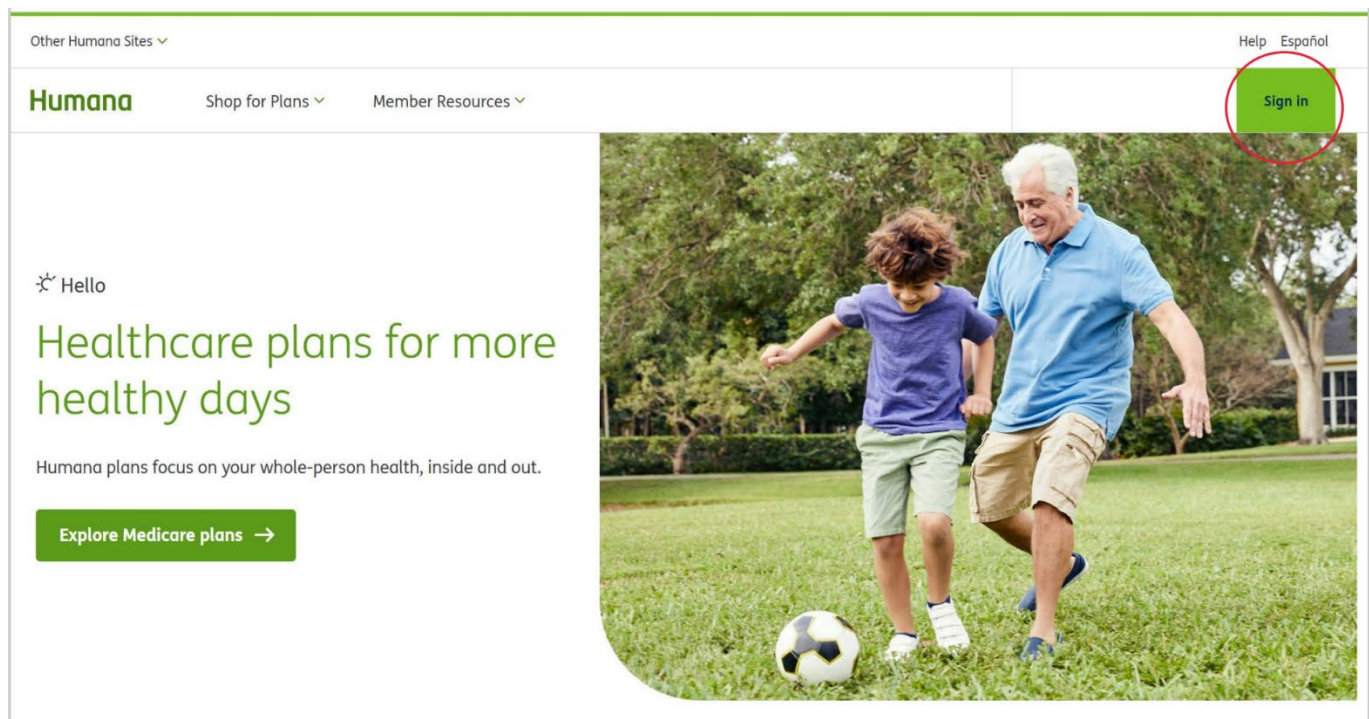 Other Humana Sites
Help Español
Humana Shop for Plans Member Resources Sign in
Hello
Healthcare plans for more
healthy days
Humana plans focus on your whole-person health, inside and out.
Explore Medicare plans →